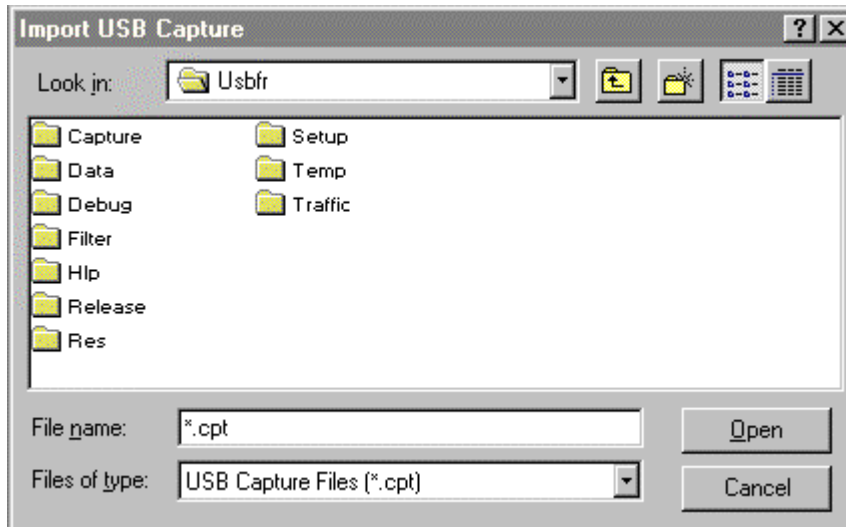 Import USB Capture
Look in: Usbfr
Capture Setup
Data Temp
Debug Traffic
Filter
Hlp
Release
Res
File name: *.cpt Open
Files of type: USB Capture Files (*.cpt) Cancel